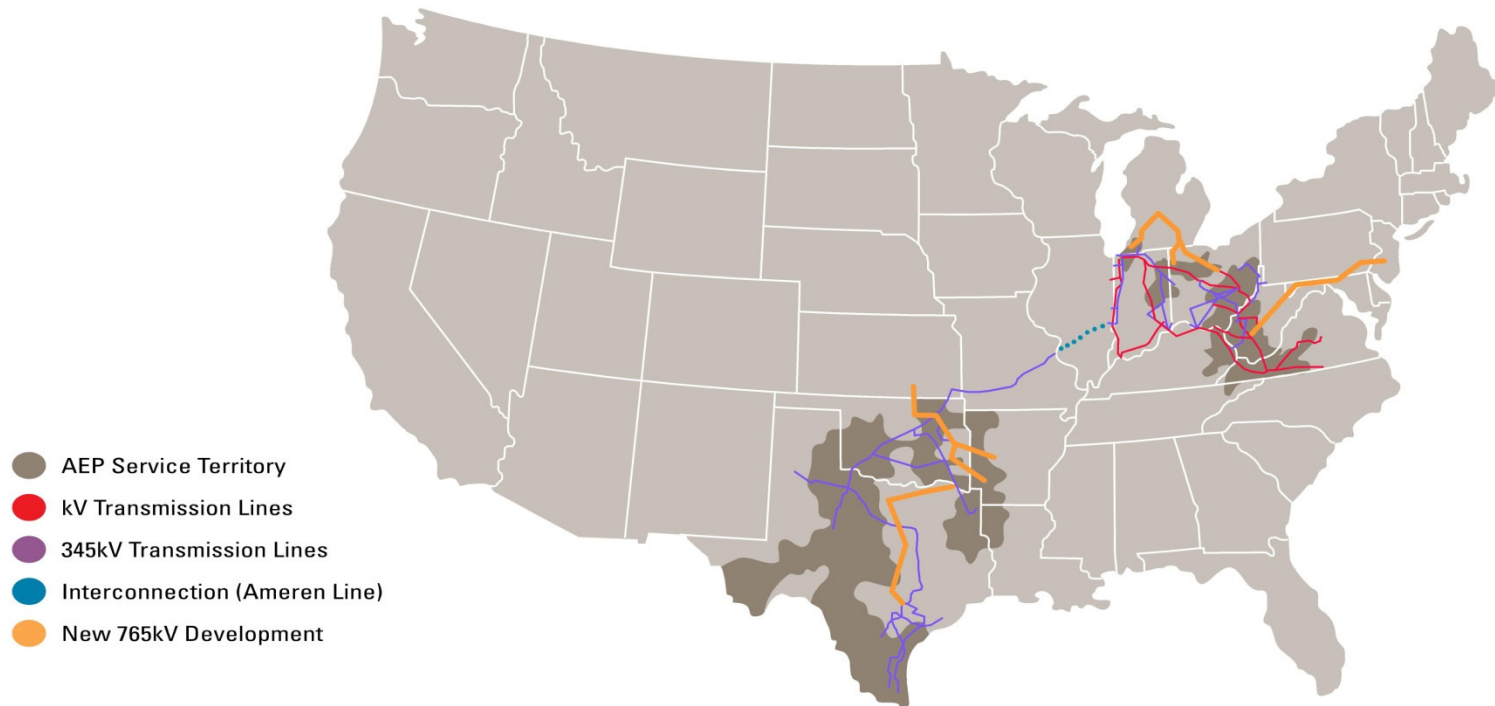 AEP Service Territory
kV Transmission Lines
345kV Transmission Lines
Interconnection (Ameren Line)
New 765kV Development